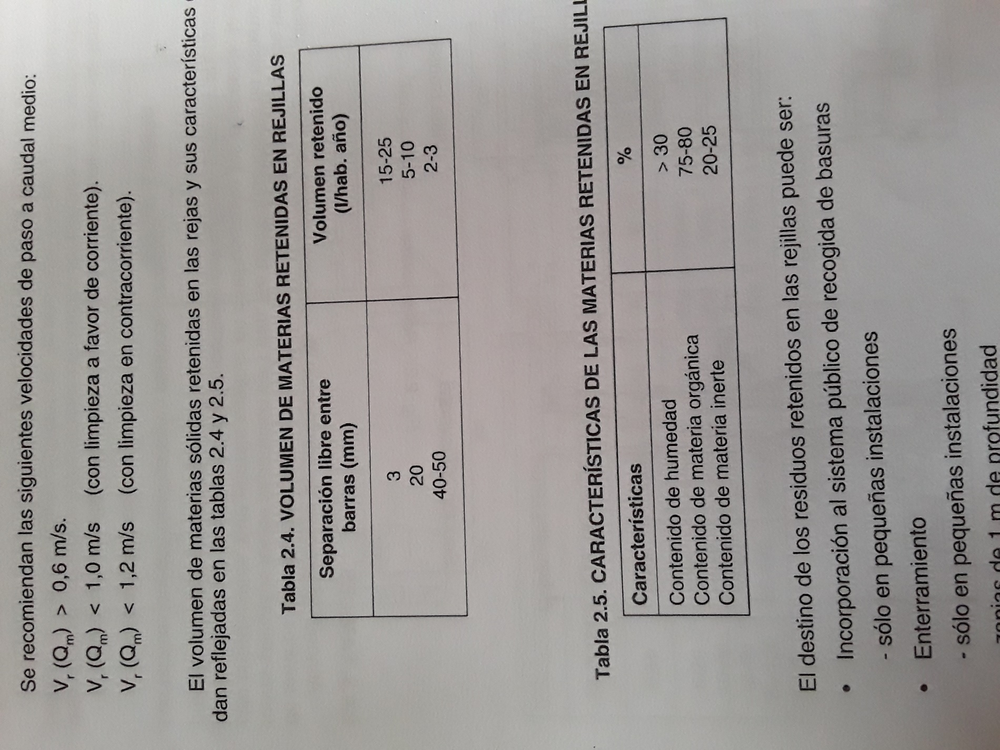 Se recomiendan las siguientes velocidades de paso a caudal medio:
Vr (Qm) > 0,6 m/s.
Vr (Qm) < 1,0 m/s (con limpieza a favor de corriente).
Vr (Qm) < 1,2 m/s (con limpieza en contracorriente).
El volumen de materias sólidas retenidas en las rejas y sus características
dan reflejadas en las tablas 2.4 y 2.5.
Tabla 2.4. VOLUMEN DE MATERIAS RETENIDAS EN REJILLAS
Separación libre entre Volumen retenido
barras (mm) (l/hab. año)
3 15-25
20 5-10
40-50 2-3
Tabla 2.5. CARACTERÍSTICAS DE LAS MATERIAS RETENIDAS EN REJILL
Características %
Contenido de humedad > 30
Contenido de materia orgánica 75-80
Contenido de materia inerte 20-25
El destino de los residuos retenidos en las rejillas puede ser:
• Incorporación al sistema público de recogida de basuras
- sólo en pequeñas instalaciones
• Enterramiento
- sólo en pequeñas instalaciones
de 1 m de profundidad